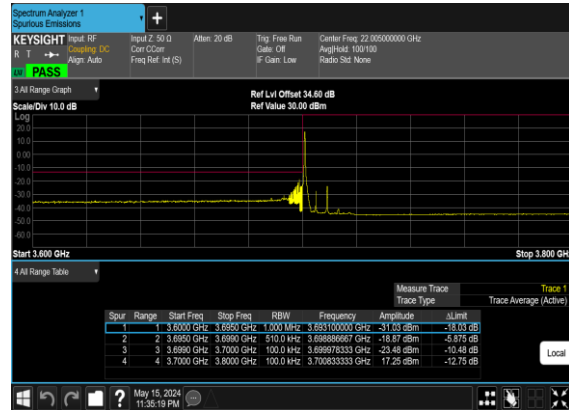 Spectrum Analyzer 1
Spurious Emissions
+
KEYSIGHT Input: RF Input Z: 50 Ω Atten: 20 dB Trig: Free Run Center Freq: 22.005000000 GHz
R T Coupling: DC Corr CCorr Gate: Off Avg|Hold: 100/100
Align: Auto Freq Ref: Int (S) IF Gain: Low Radio Std: None
PASS
3 All Range Graph
Ref Lvl Offset 34.60 dB
Scale/Div 10.0 dB Ref Value 30.00 dBm
Log
20.0
10.00
0.00
-10.0
-20.0
-30.0
-40.0
-50.0
-60.0
Start 3.600 GHz Stop 3.800 GHz
4 All Range Table
Measure Trace Trace 1
Trace Type Trace Average (Active)
Spur Range Start Freq Stop Freq RBW Frequency Amplitude ΔLimit
1 1 3.6000 GHz 3.6950 GHz 1.000 MHz 3.693100000 GHz -31.03 dBm -18.03 dB
2 2 3.6950 GHz 3.6990 GHz 510.0 kHz 3.698886667 GHz -18.87 dBm -5.875 dB
3 3 3.6990 GHz 3.7000 GHz 100.0 kHz 3.699978333 GHz -23.48 dBm -10.48 dB
4 4 3.7000 GHz 3.8000 GHz 100.0 kHz 3.700833333 GHz 17.25 dBm -12.75 dB
Local
?
May 15, 2024
11:35:19 PM